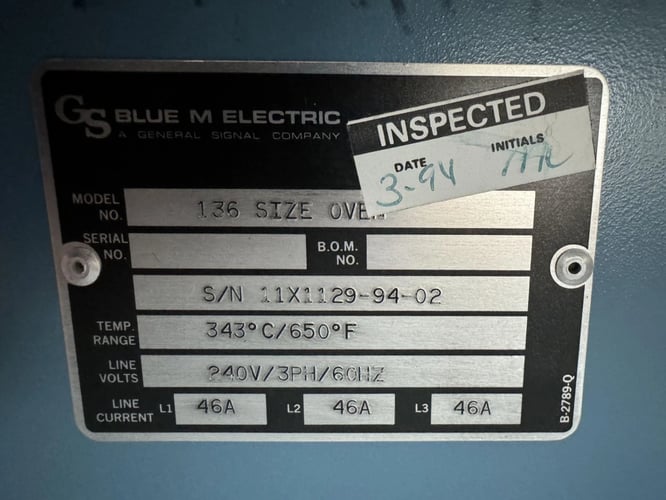 GS BLUE M ELECTRIC
A GENERAL SIGNAL COMPANY
INSPECTED
DATE INITIALS
3-94
MODEL NO. 136 SIZE OVEN
SERIAL NO. B.O.M. NO.
S/N 11X1129-94-02
TEMP. RANGE 343°C/650°F
LINE VOLTS 240V/3PH/60HZ
LINE CURRENT L1 46A L2 46A L3 46A
B-2789-Q